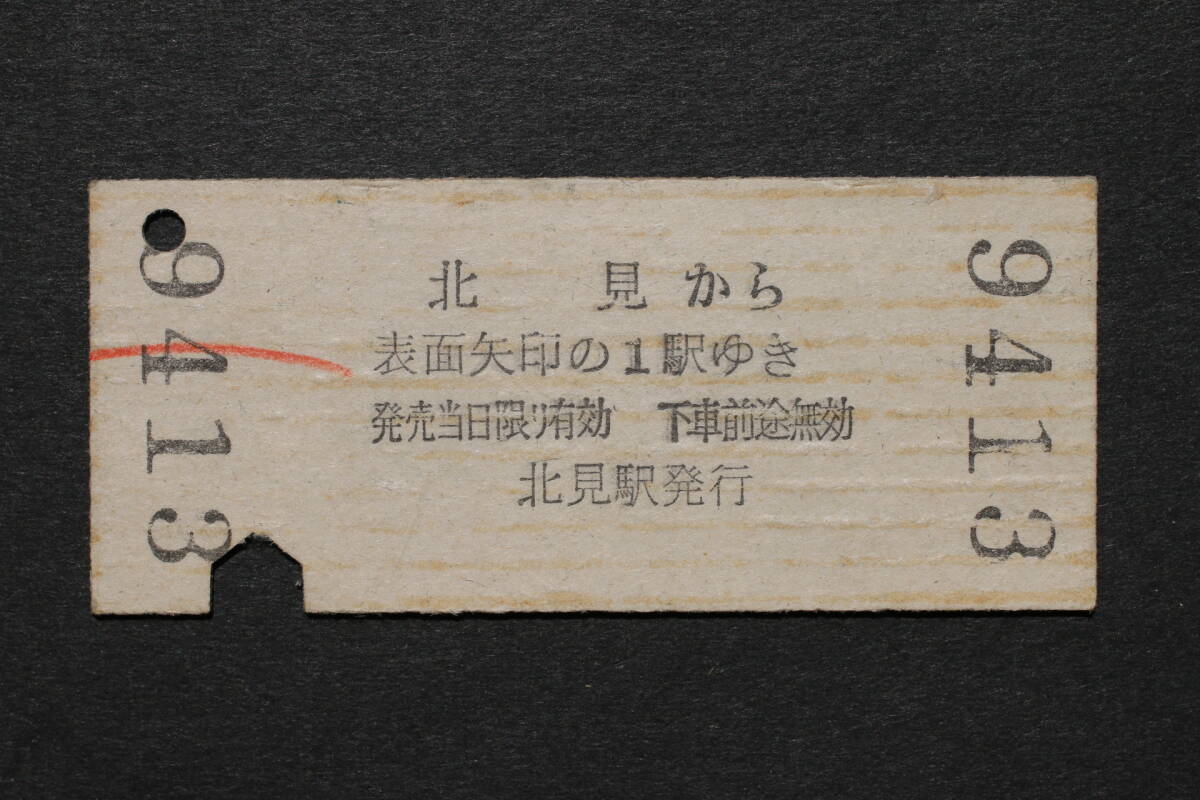 9413
北見から
表面矢印の1駅ゆき
発売当日限り有効 下車前途無効
北見駅発行
9413